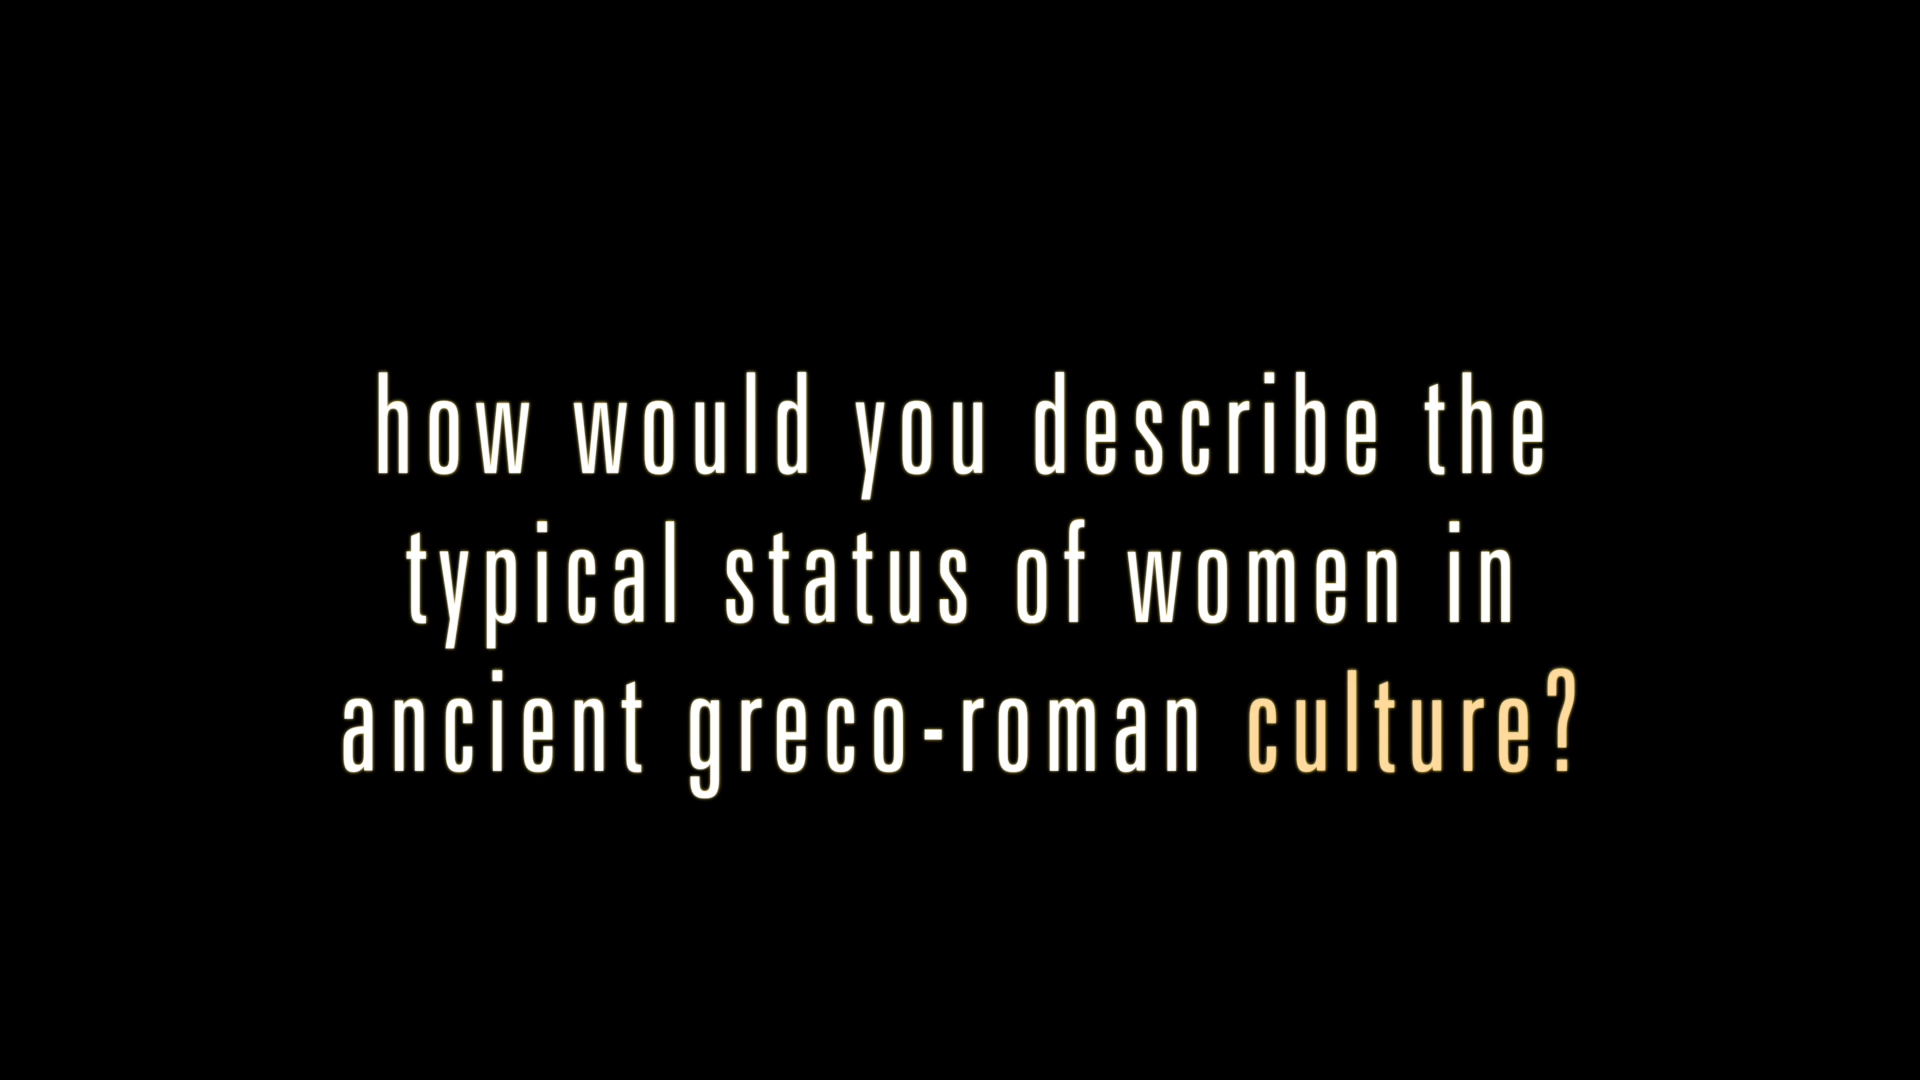 how would you describe the
typical status of women in
ancient greco-roman culture?